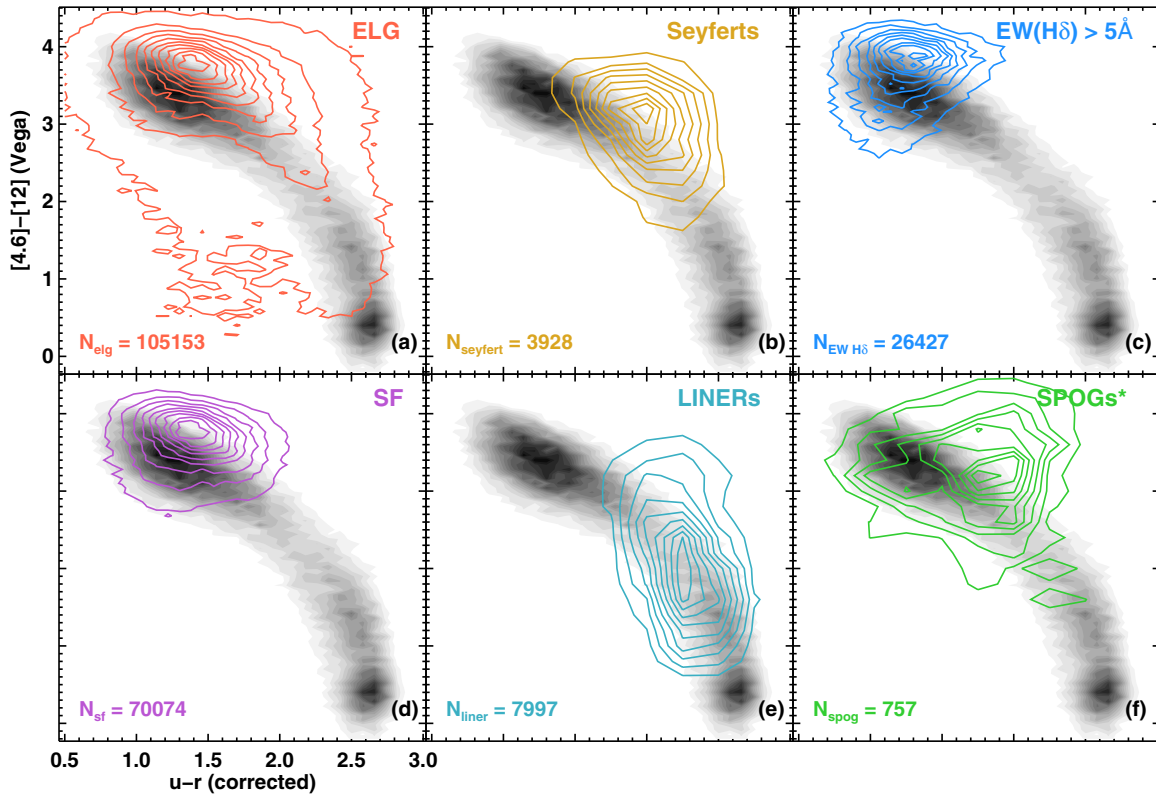 ELG
Seyferts
EW(Hδ) > 5Å
4
3
2
1
0
[4.6]−[12] (Vega)
N_elg = 105153
(a)
N_seyfert = 3928
(b)
N_EW Hδ = 26427
(c)
SF
LINERs
SPOGs*
N_sf = 70074
(d)
N_liner = 7997
(e)
N_spog = 757
(f)
0.5 1.0 1.5 2.0 2.5 3.0
u−r (corrected)